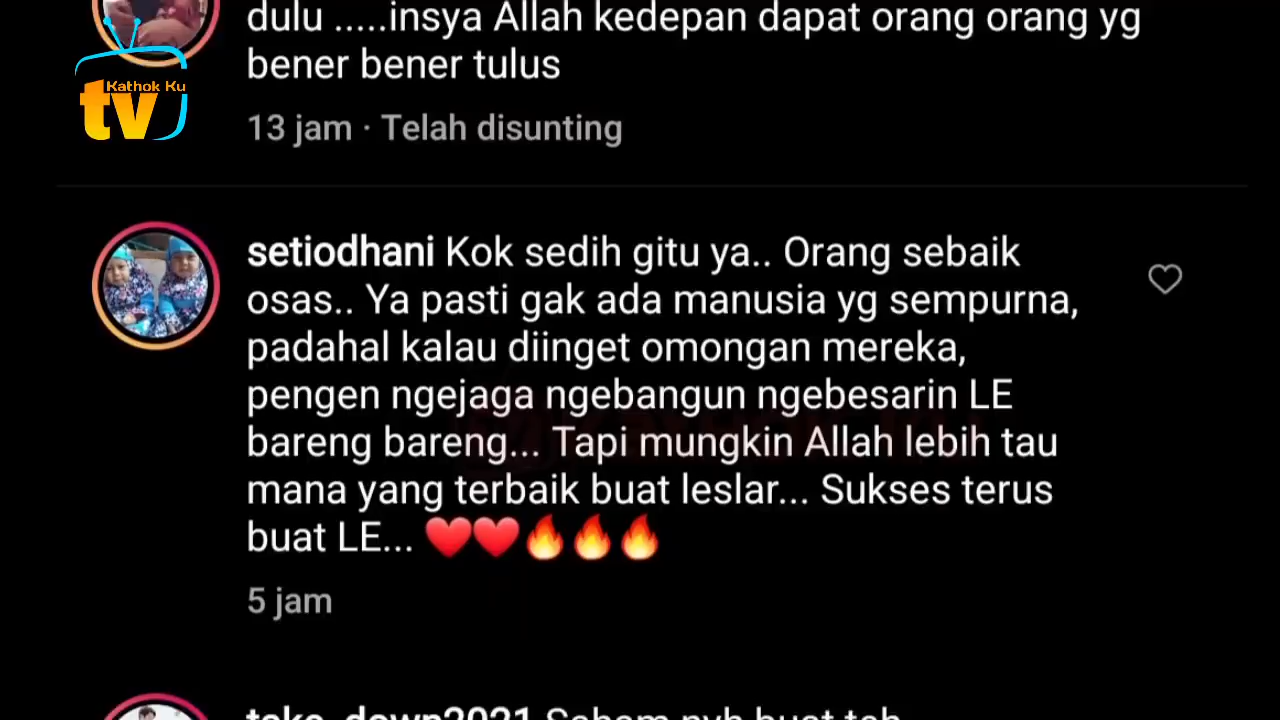 dulu .....insya Allah kedepan dapat orang orang yg
bener bener tulus
13 jam · Telah disunting
Kathok Ku
tv
setiodhani Kok sedih gitu ya.. Orang sebaik
osas.. Ya pasti gak ada manusia yg sempurna,
padahal kalau diinget omongan mereka,
pengen ngejaga ngebangun ngebesarin LE
bareng bareng... Tapi mungkin Allah lebih tau
mana yang terbaik buat leslar... Sukses terus
buat LE... ❤️❤️🔥🔥🔥
5 jam
down2021 buat